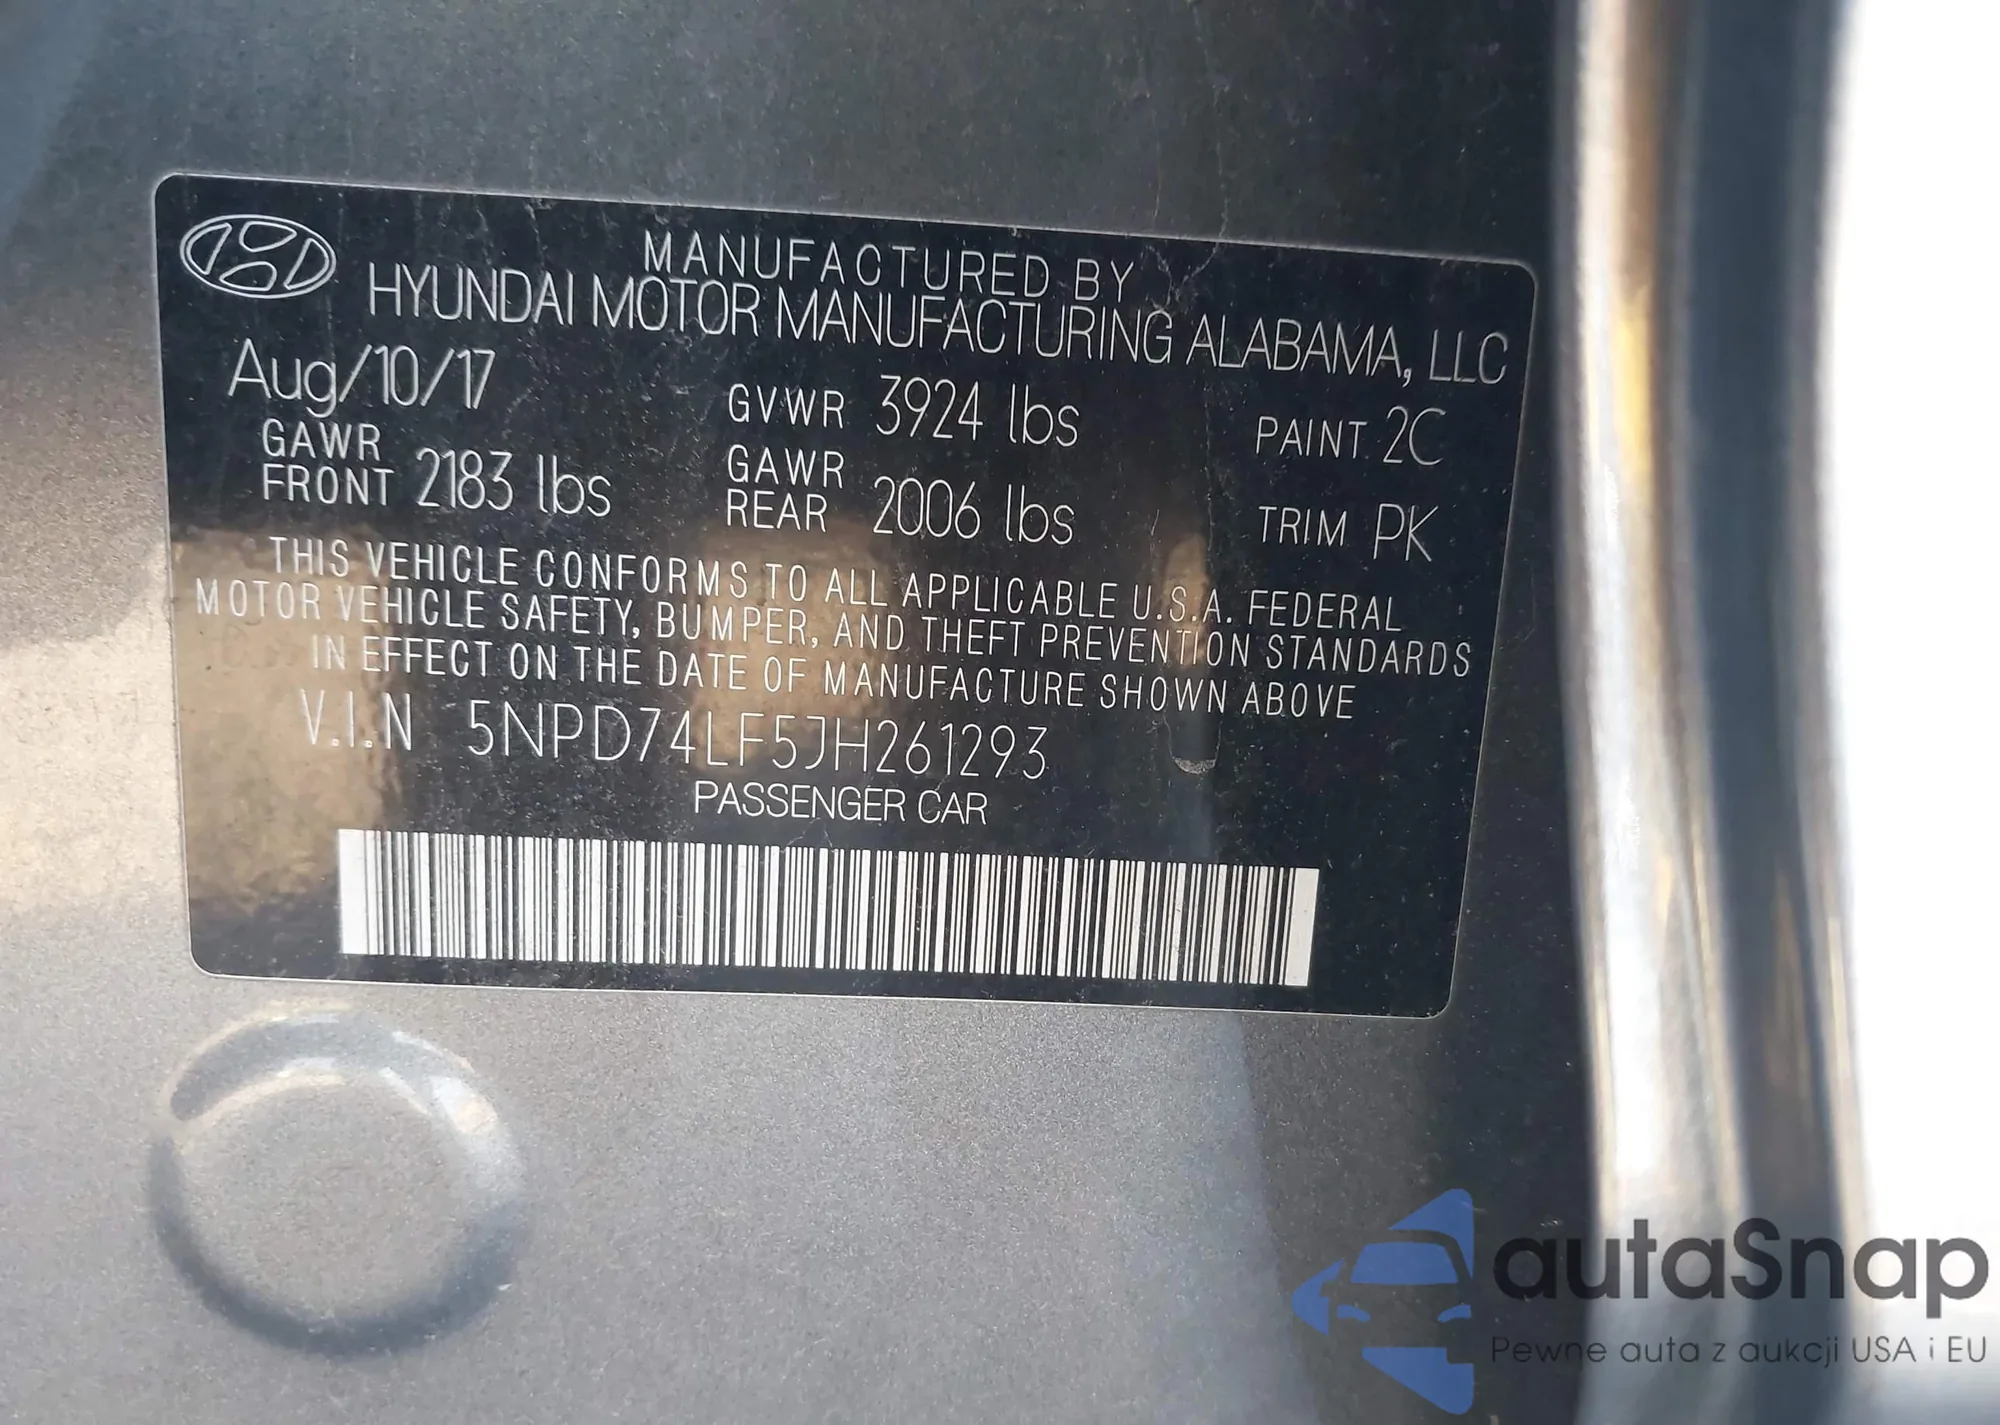 MANUFACTURED BY
HYUNDAI MOTOR MANUFACTURING ALABAMA, LLC
Aug/10/17 GVWR 3924 lbs PAINT 2C
GAWR FRONT 2183 lbs GAWR REAR 2006 lbs TRIM PK
THIS VEHICLE CONFORMS TO ALL APPLICABLE U.S.A. FEDERAL
MOTOR VEHICLE SAFETY, BUMPER, AND THEFT PREVENTION STANDARDS
IN EFFECT ON THE DATE OF MANUFACTURE SHOWN ABOVE
V.I.N 5NPD74LF5JH261293
PASSENGER CAR
autaSnap
Pewne auta z aukcji USA i EU